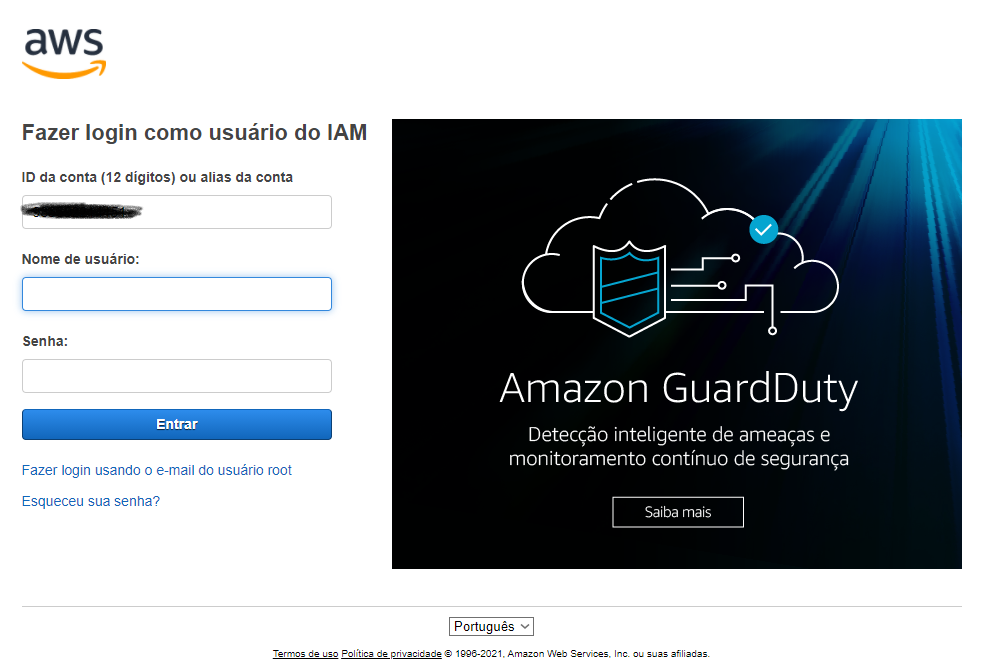 aws
Fazer login como usuário do IAM
ID da conta (12 dígitos) ou alias da conta
Nome de usuário:
Senha:
Entrar
Fazer login usando o e-mail do usuário root
Esqueceu sua senha?
Amazon GuardDuty
Detecção inteligente de ameaças e
monitoramento contínuo de segurança
Saiba mais
Português
Termos de uso Política de privacidade © 1996-2021, Amazon Web Services, Inc. ou suas afiliadas.